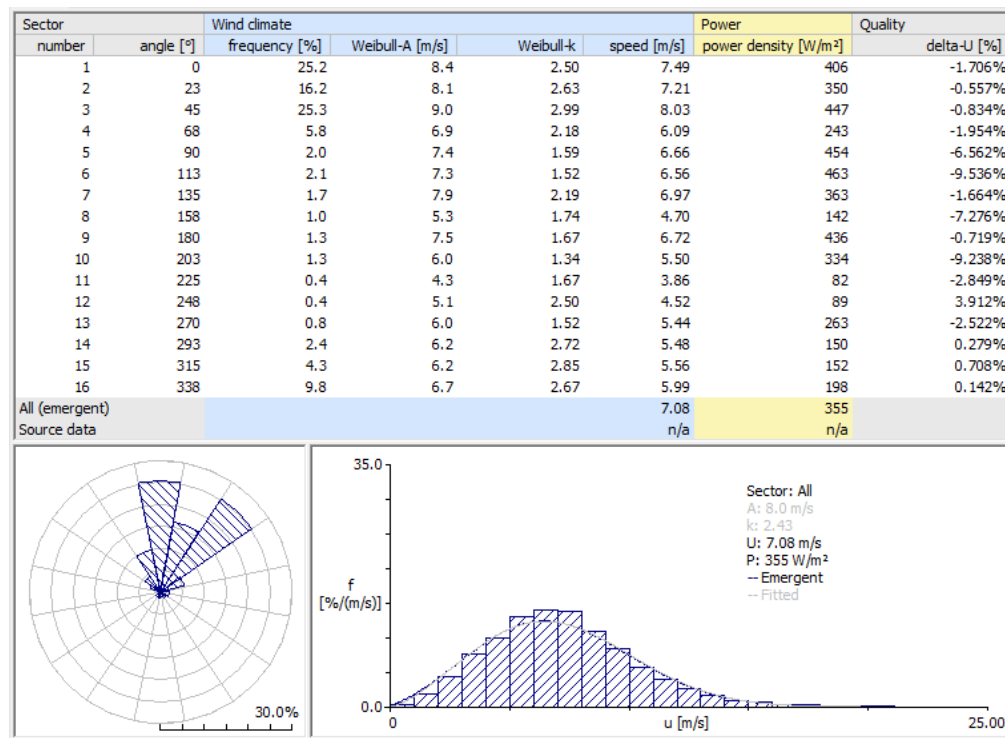 Sector Wind climate Power Quality
number angle [º] frequency [%] Weibull-A [m/s] Weibull-k speed [m/s] power density [W/m²] delta-U [%]
1 0 25.2 8.4 2.50 7.49 406 -1.706%
2 23 16.2 8.1 2.63 7.21 350 -0.557%
3 45 25.3 9.0 2.99 8.03 447 -0.834%
4 68 5.8 6.9 2.18 6.09 243 -1.954%
5 90 2.0 7.4 1.59 6.66 454 -6.562%
6 113 2.1 7.3 1.52 6.56 463 -9.536%
7 135 1.7 7.9 2.19 6.97 363 -1.664%
8 158 1.0 5.3 1.74 4.70 142 -7.276%
9 180 1.3 7.5 1.67 6.72 436 -0.719%
10 203 1.3 6.0 1.34 5.50 334 -9.238%
11 225 0.4 4.3 1.67 3.86 82 -2.849%
12 248 0.4 5.1 2.50 4.52 89 3.912%
13 270 0.8 6.0 1.52 5.44 263 -2.522%
14 293 2.4 6.2 2.72 5.48 150 0.279%
15 315 4.3 6.2 2.85 5.56 152 0.708%
16 338 9.8 6.7 2.67 5.99 198 0.142%
All (emergent) 7.08 355
Source data n/a n/a
30.0%
35.0
f
[%/(m/s)]
0.0
0
u [m/s]
25.00
Sector: All
A: 8.0 m/s
k: 2.43
U: 7.08 m/s
P: 355 W/m²
-- Emergent
-- Fitted